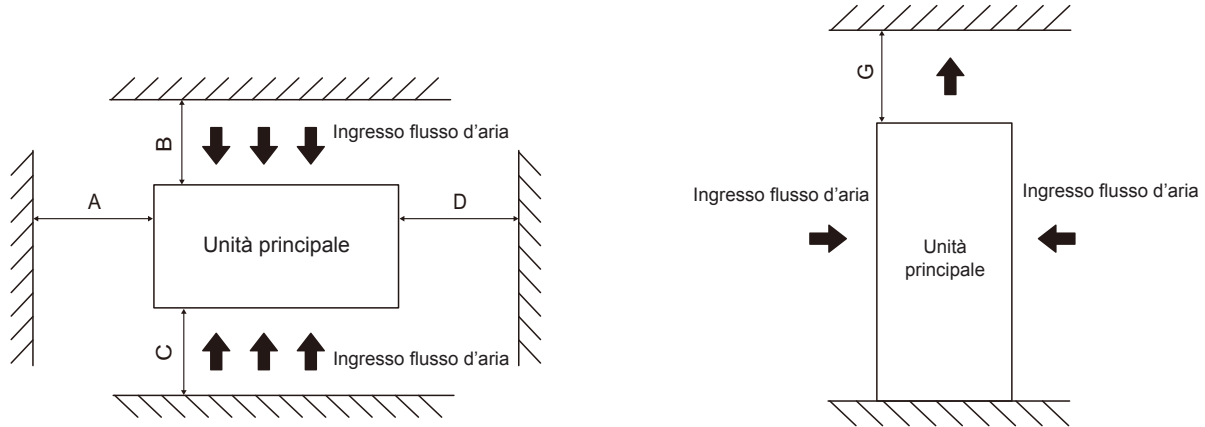 B
Ingresso flusso d'aria
A
D
Unità principale
C
Ingresso flusso d'aria
G
Ingresso flusso d'aria
Ingresso flusso d'aria
Unità
principale